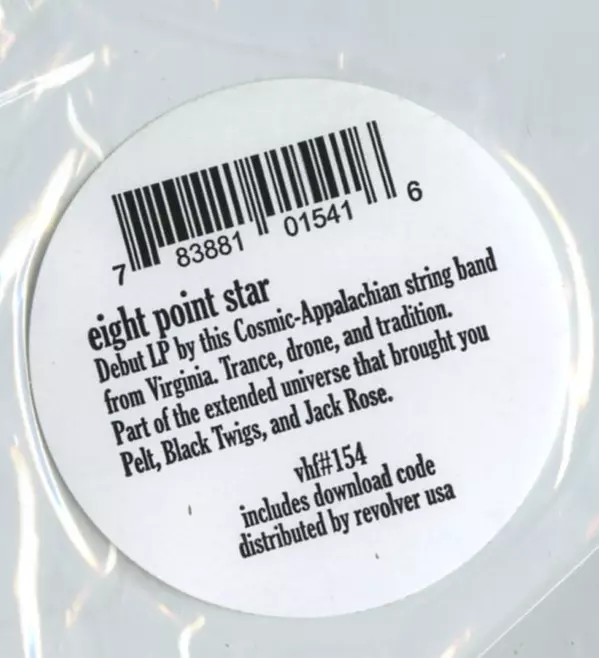 7 83881 01541 6
eight point star
Debut LP by this Cosmic-Appalachian string band
from Virginia. Trance, drone, and tradition.
Part of the extended universe that brought you
Pelt, Black Twigs, and Jack Rose.
vhf#154
includes download code
distributed by revolver usa